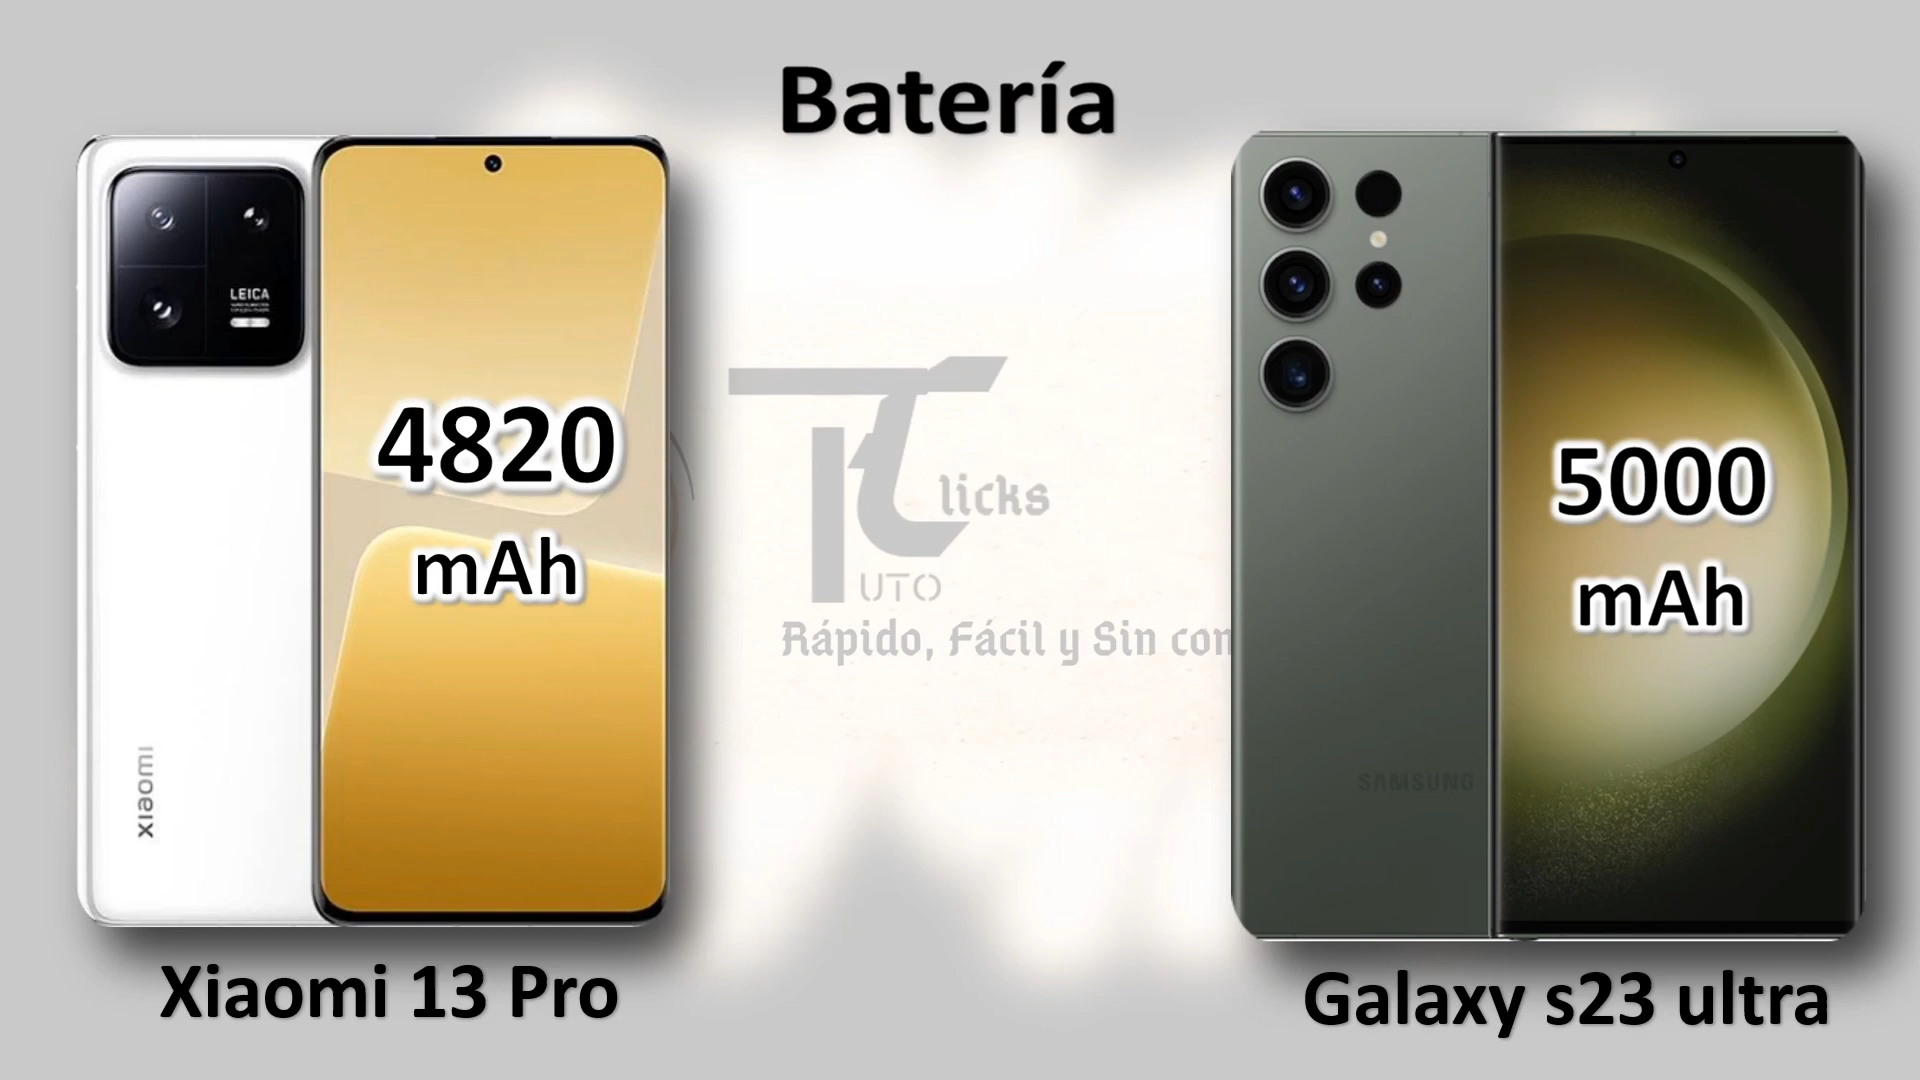 Batería
LEICA
4820
mAh
xiaomi
licks
UTO
Rápido, Fácil y Sin con
5000
mAh
SAMSUNG
Xiaomi 13 Pro
Galaxy s23 ultra